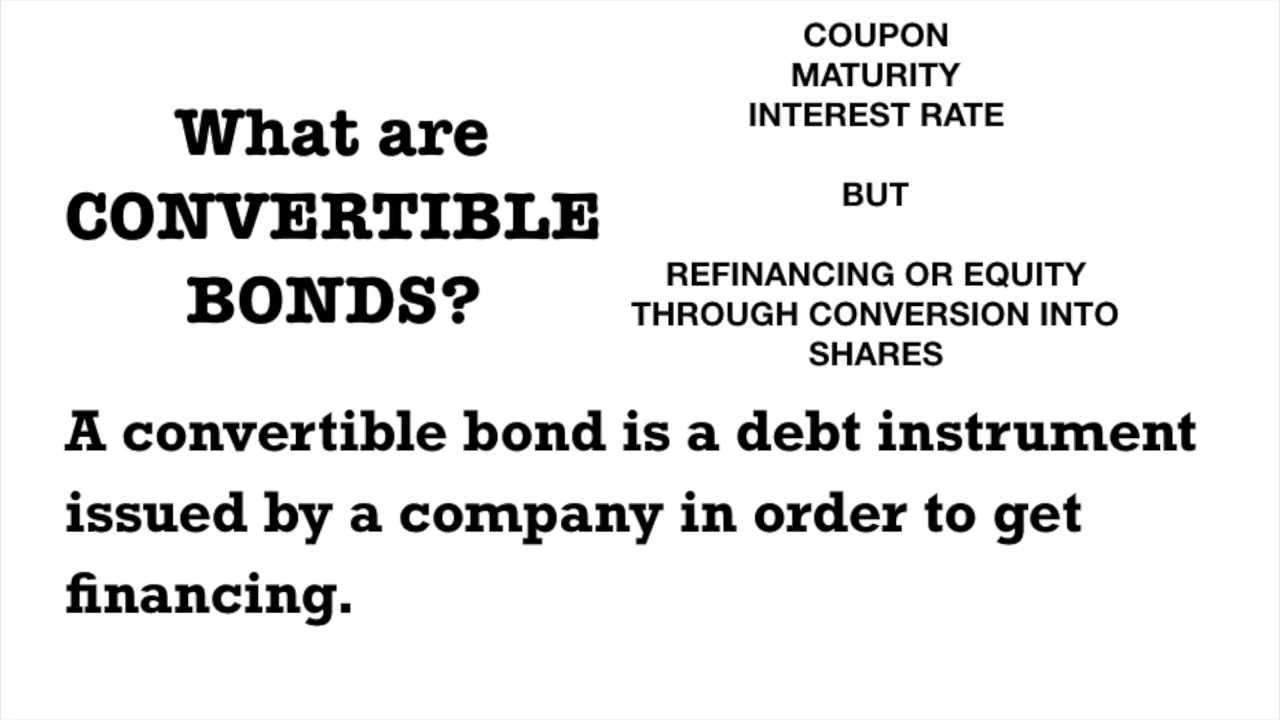 What are
CONVERTIBLE
BONDS?
COUPON
MATURITY
INTEREST RATE
BUT
REFINANCING OR EQUITY
THROUGH CONVERSION INTO
SHARES
A convertible bond is a debt instrument
issued by a company in order to get
financing.